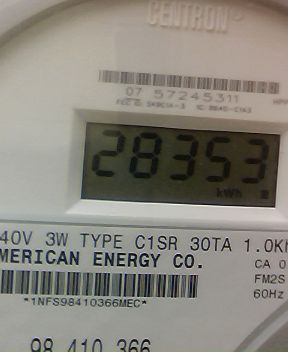 CENTRON
07 57245311
28353
kWh
40V 3W TYPE C1SR 30TA 1.0Kh
MERICAN ENERGY CO.
CA 0
FM2S
60Hz
*1NFS98410366MEC*
98 410 366